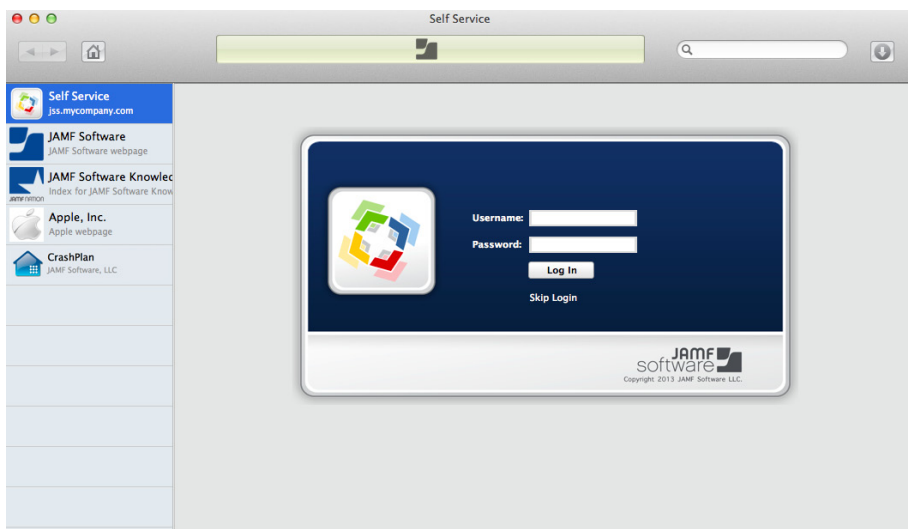 Self Service
Self Service
jss.mycompany.com
JAMF Software
JAMF Software webpage
JAMF Software Knowlec
Index for JAMF Software Know
JAMF NATION
Apple, Inc.
Apple webpage
CrashPlan
JAMF Software, LLC
Username:
Password:
Log In
Skip Login
JAMF
software
Copyright 2013 JAMF Software LLC.